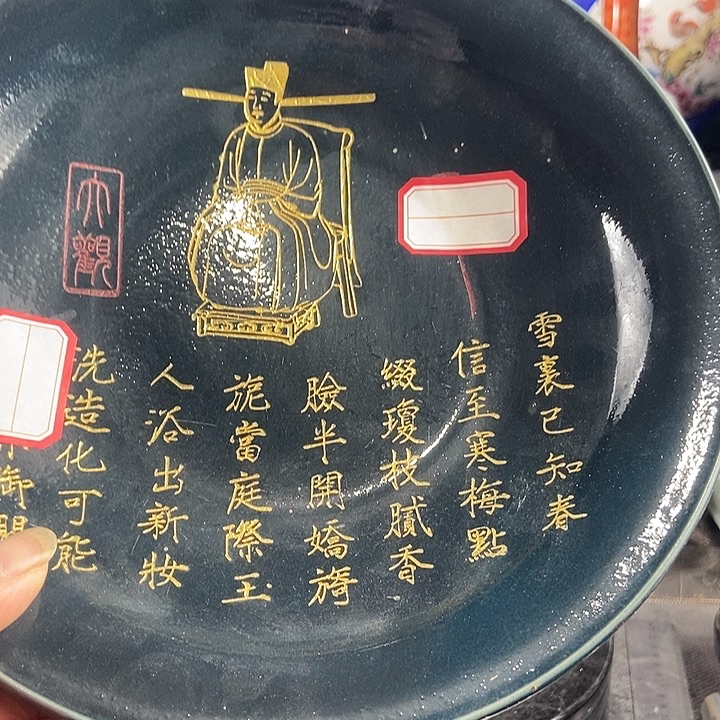 雪裏已知春
信至寒梅點
綴瓊枝膩香
臉半開嬌旖
旎當庭際玉
人浴出新妝
洗造化可能
御
大觀